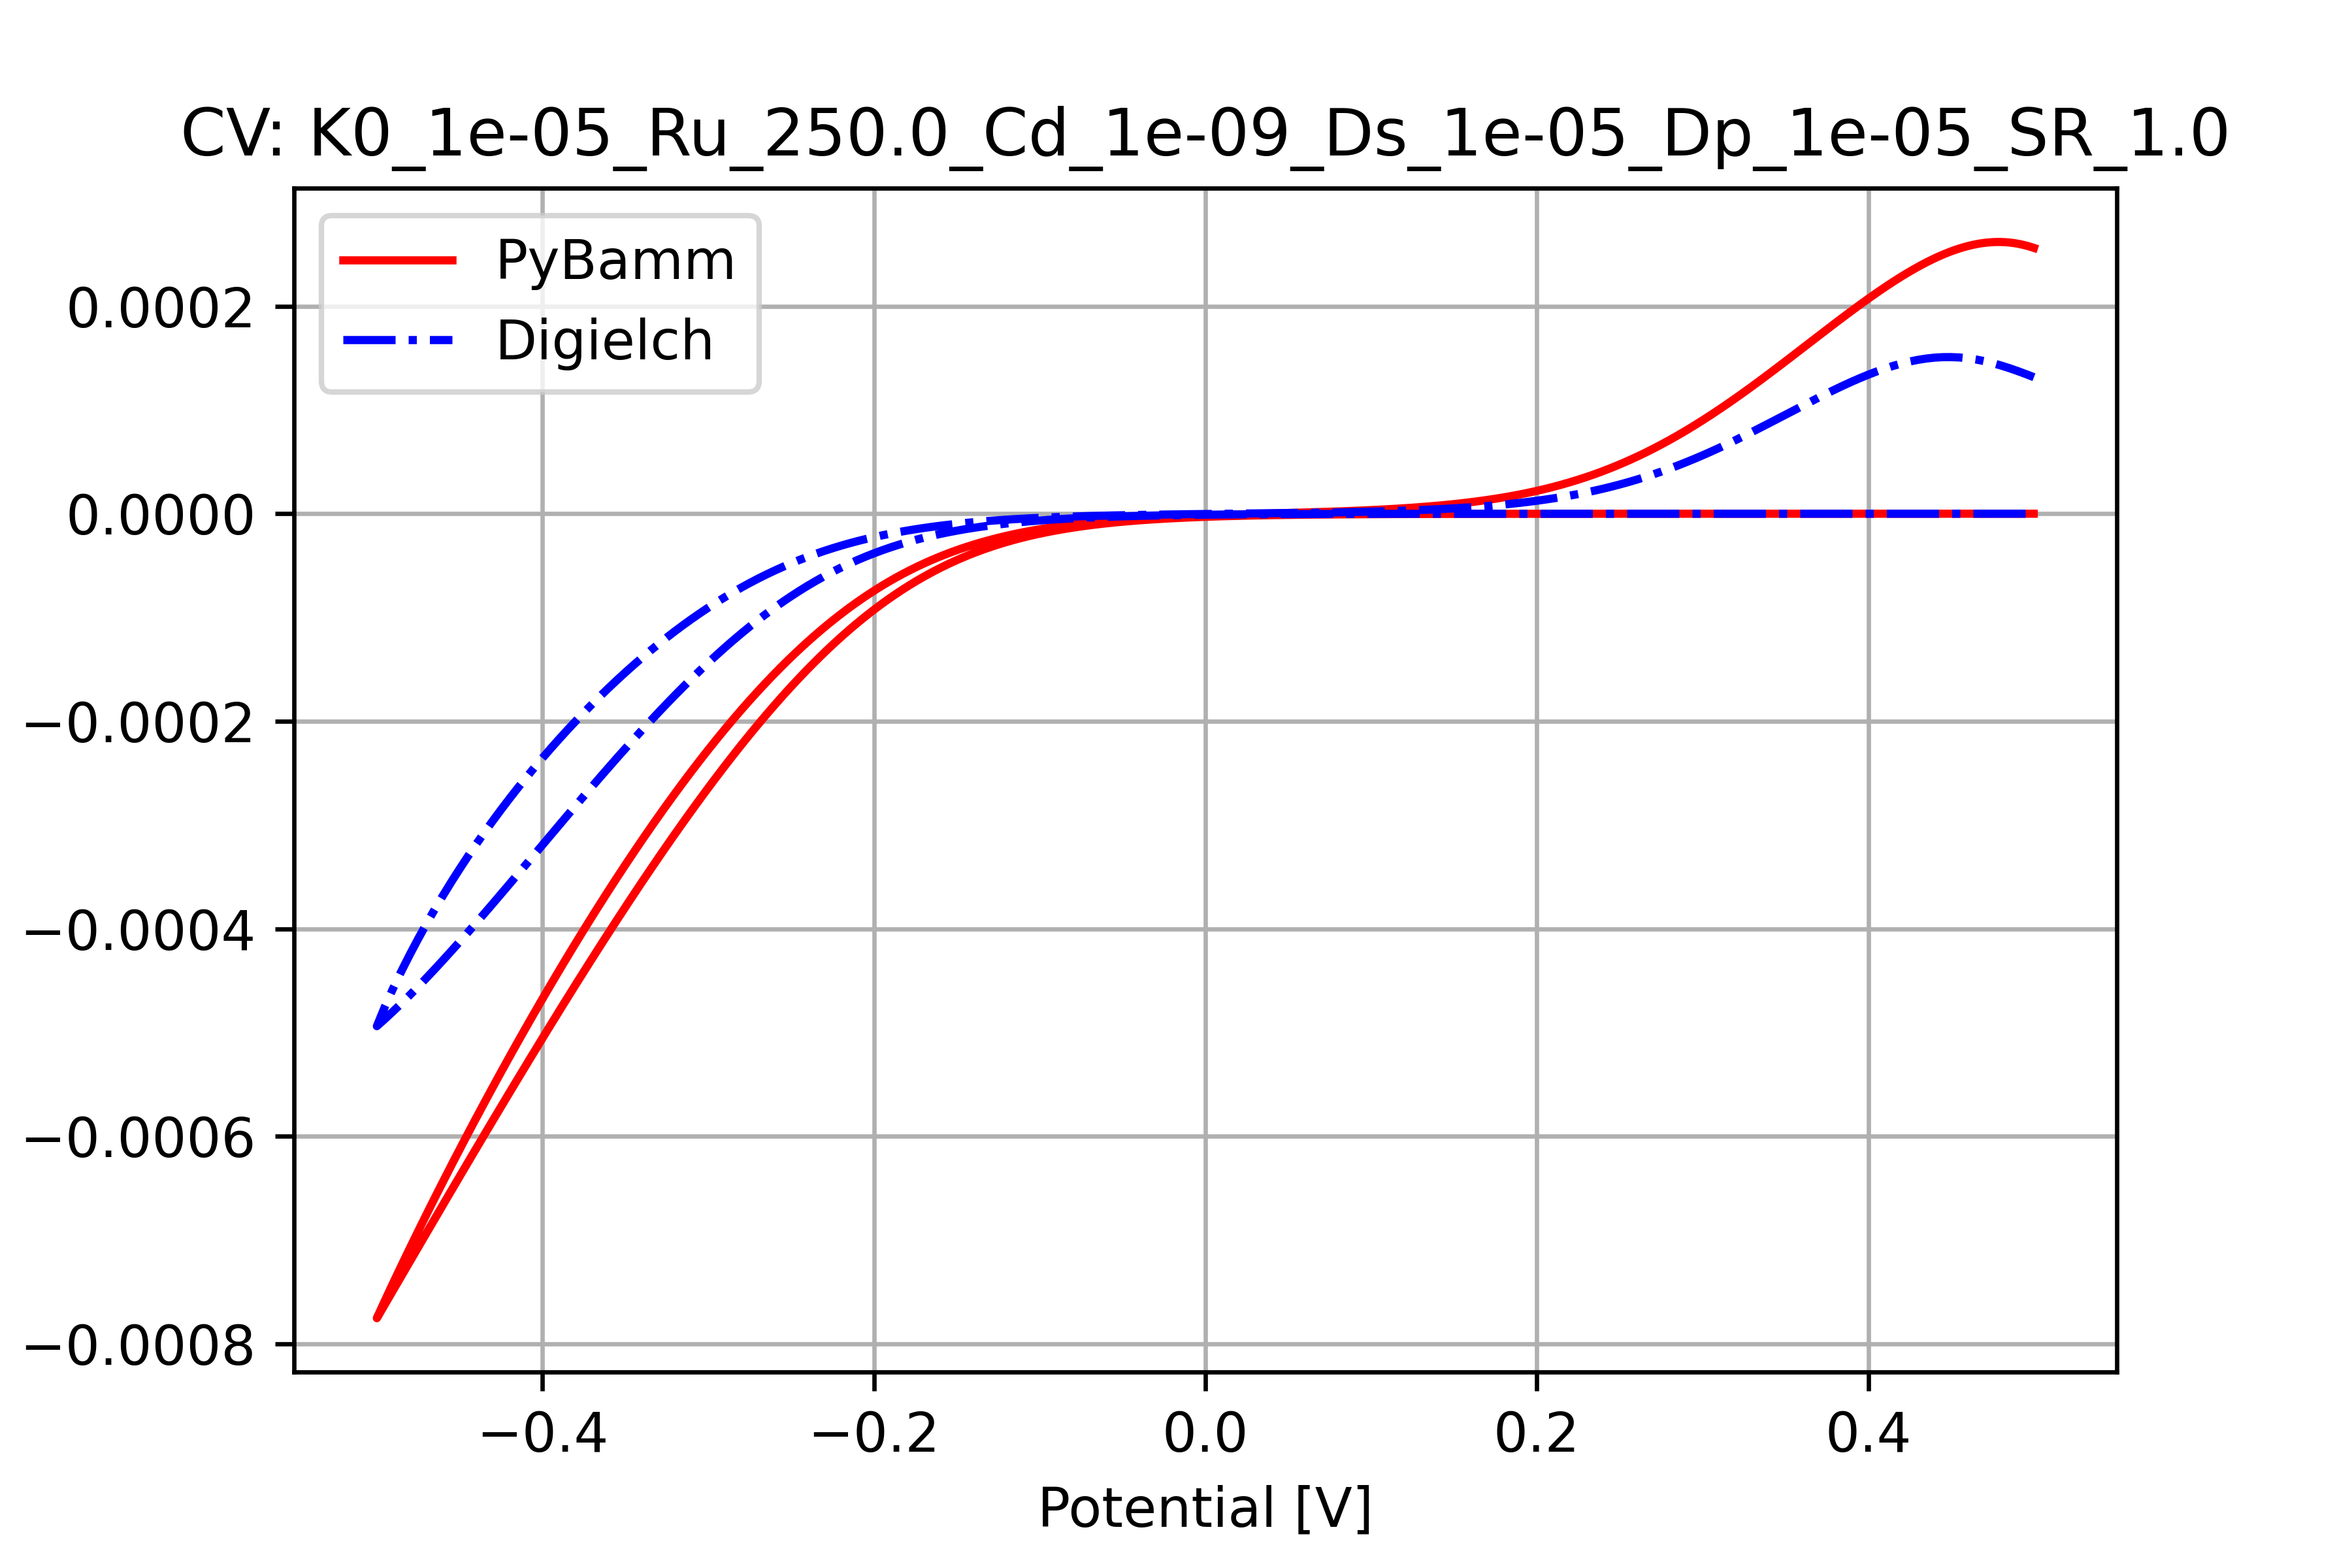 CV: K0_1e-05_Ru_250.0_Cd_1e-09_Ds_1e-05_Dp_1e-05_SR_1.0
PyBamm
Digielch
0.0002
0.0000
−0.0002
−0.0004
−0.0006
−0.0008
−0.4 −0.2 0.0 0.2 0.4
Potential [V]